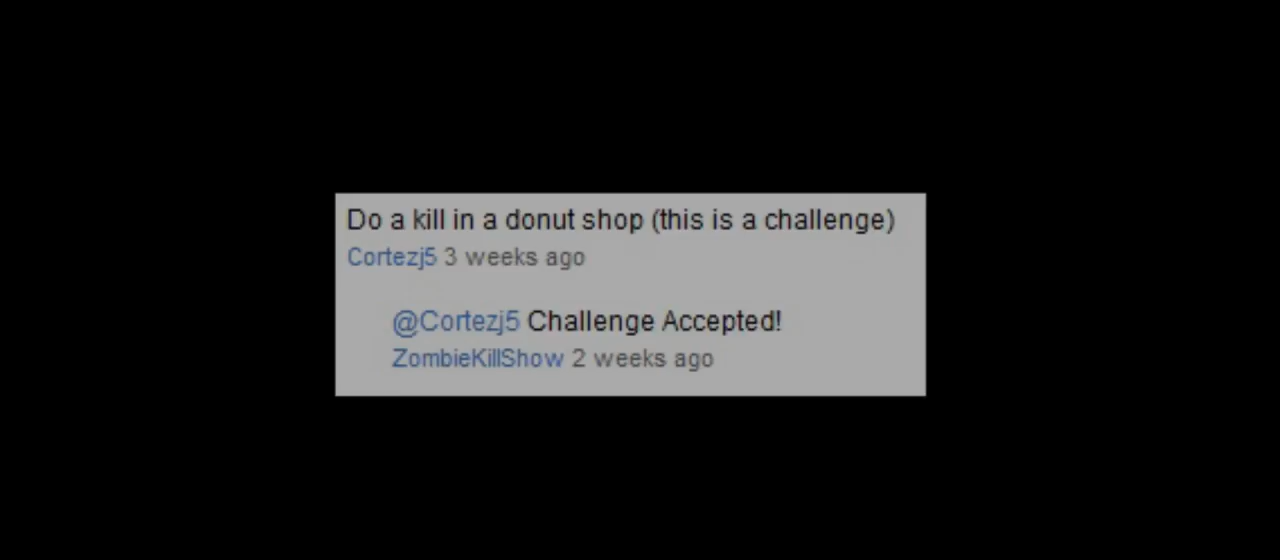 Do a kill in a donut shop (this is a challenge)
Cortezj5 3 weeks ago
@Cortezj5 Challenge Accepted!
ZombieKillShow 2 weeks ago